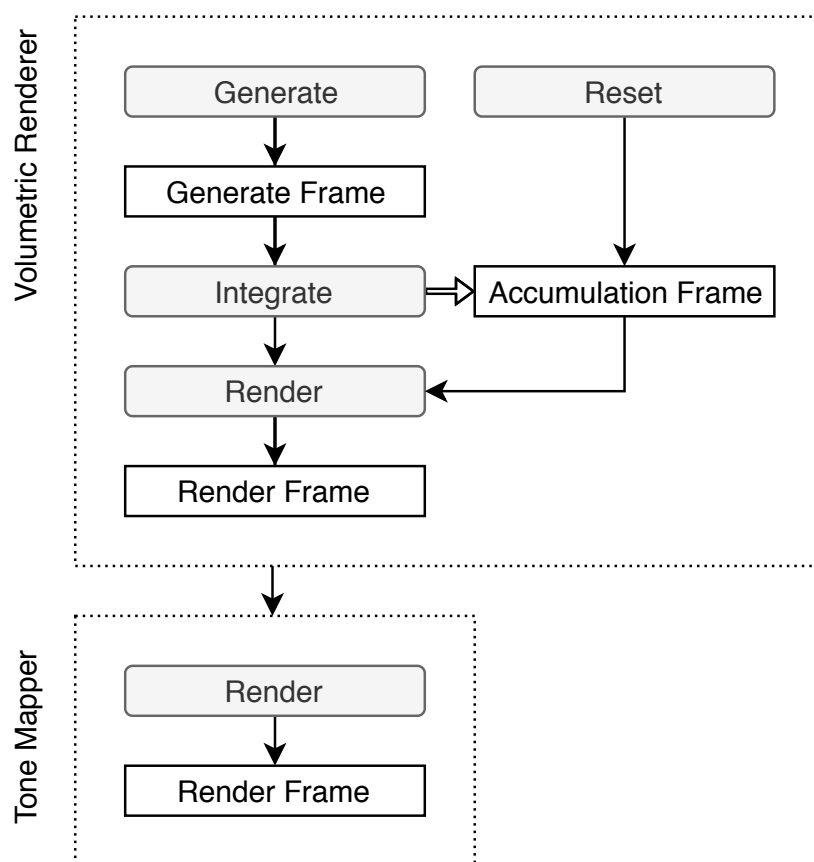 Volumetric Renderer
Generate
Reset
Generate Frame
Integrate
Accumulation Frame
Render
Render Frame
Tone Mapper
Render
Render Frame